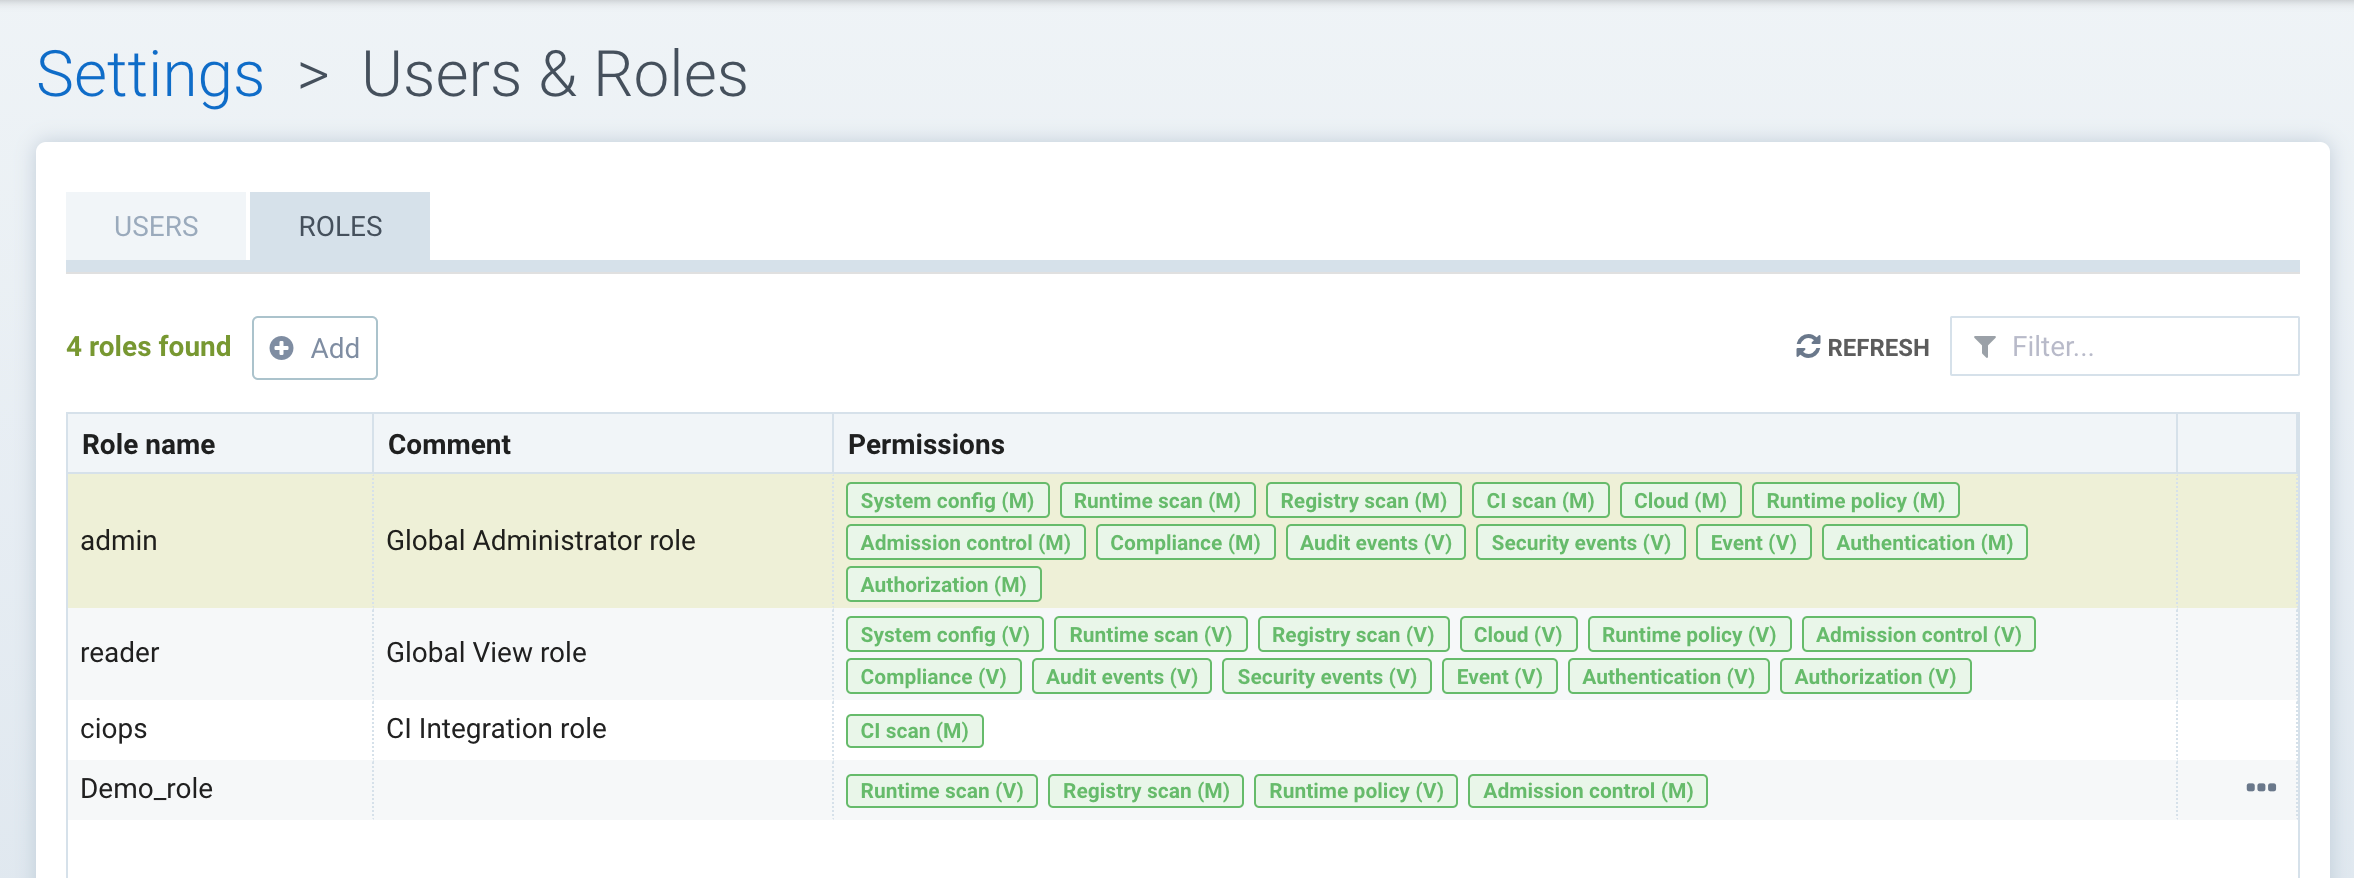 Settings > Users & Roles
USERS ROLES
4 roles found Add REFRESH Filter...
Role name Comment Permissions
admin Global Administrator role
System config (M) Runtime scan (M) Registry scan (M) CI scan (M) Cloud (M) Runtime policy (M)
Admission control (M) Compliance (M) Audit events (V) Security events (V) Event (V) Authentication (M)
Authorization (M)
reader Global View role
System config (V) Runtime scan (V) Registry scan (V) Cloud (V) Runtime policy (V) Admission control (V)
Compliance (V) Audit events (V) Security events (V) Event (V) Authentication (V) Authorization (V)
ciops CI Integration role CI scan (M)
Demo_role Runtime scan (V) Registry scan (M) Runtime policy (V) Admission control (M)